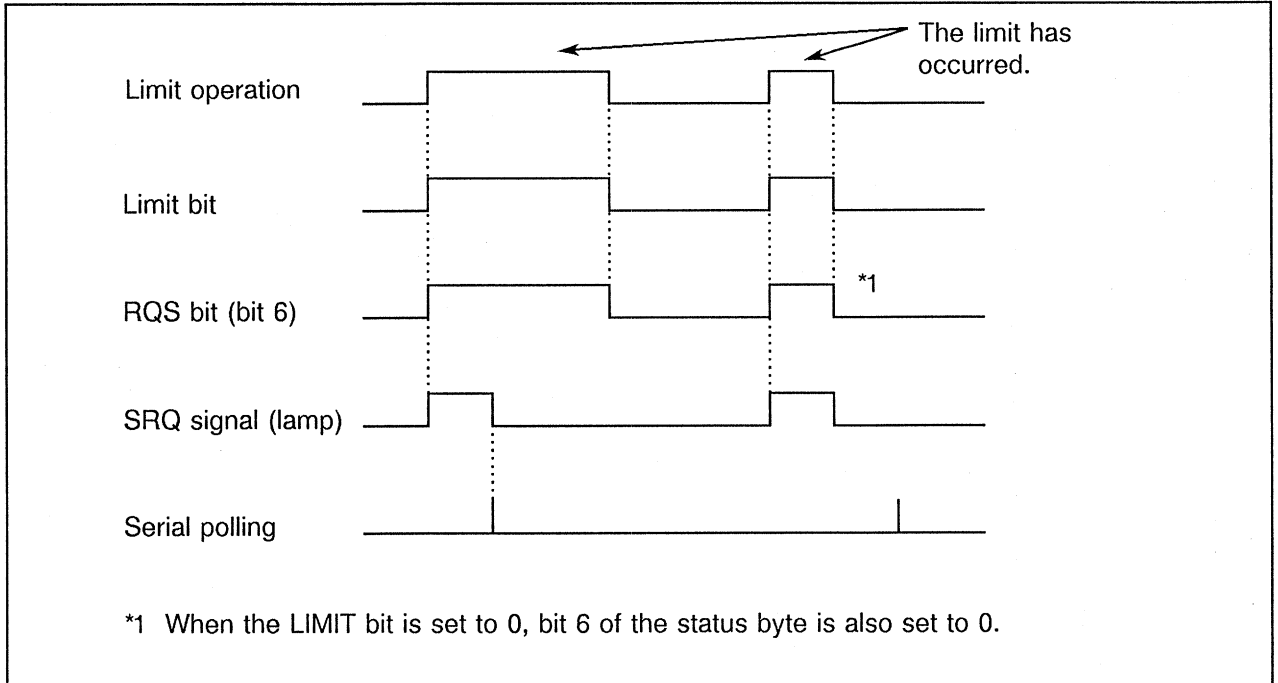 The limit has
occurred.
Limit operation
Limit bit
*1
RQS bit (bit 6)
SRQ signal (lamp)
Serial polling
*1 When the LIMIT bit is set to 0, bit 6 of the status byte is also set to 0.